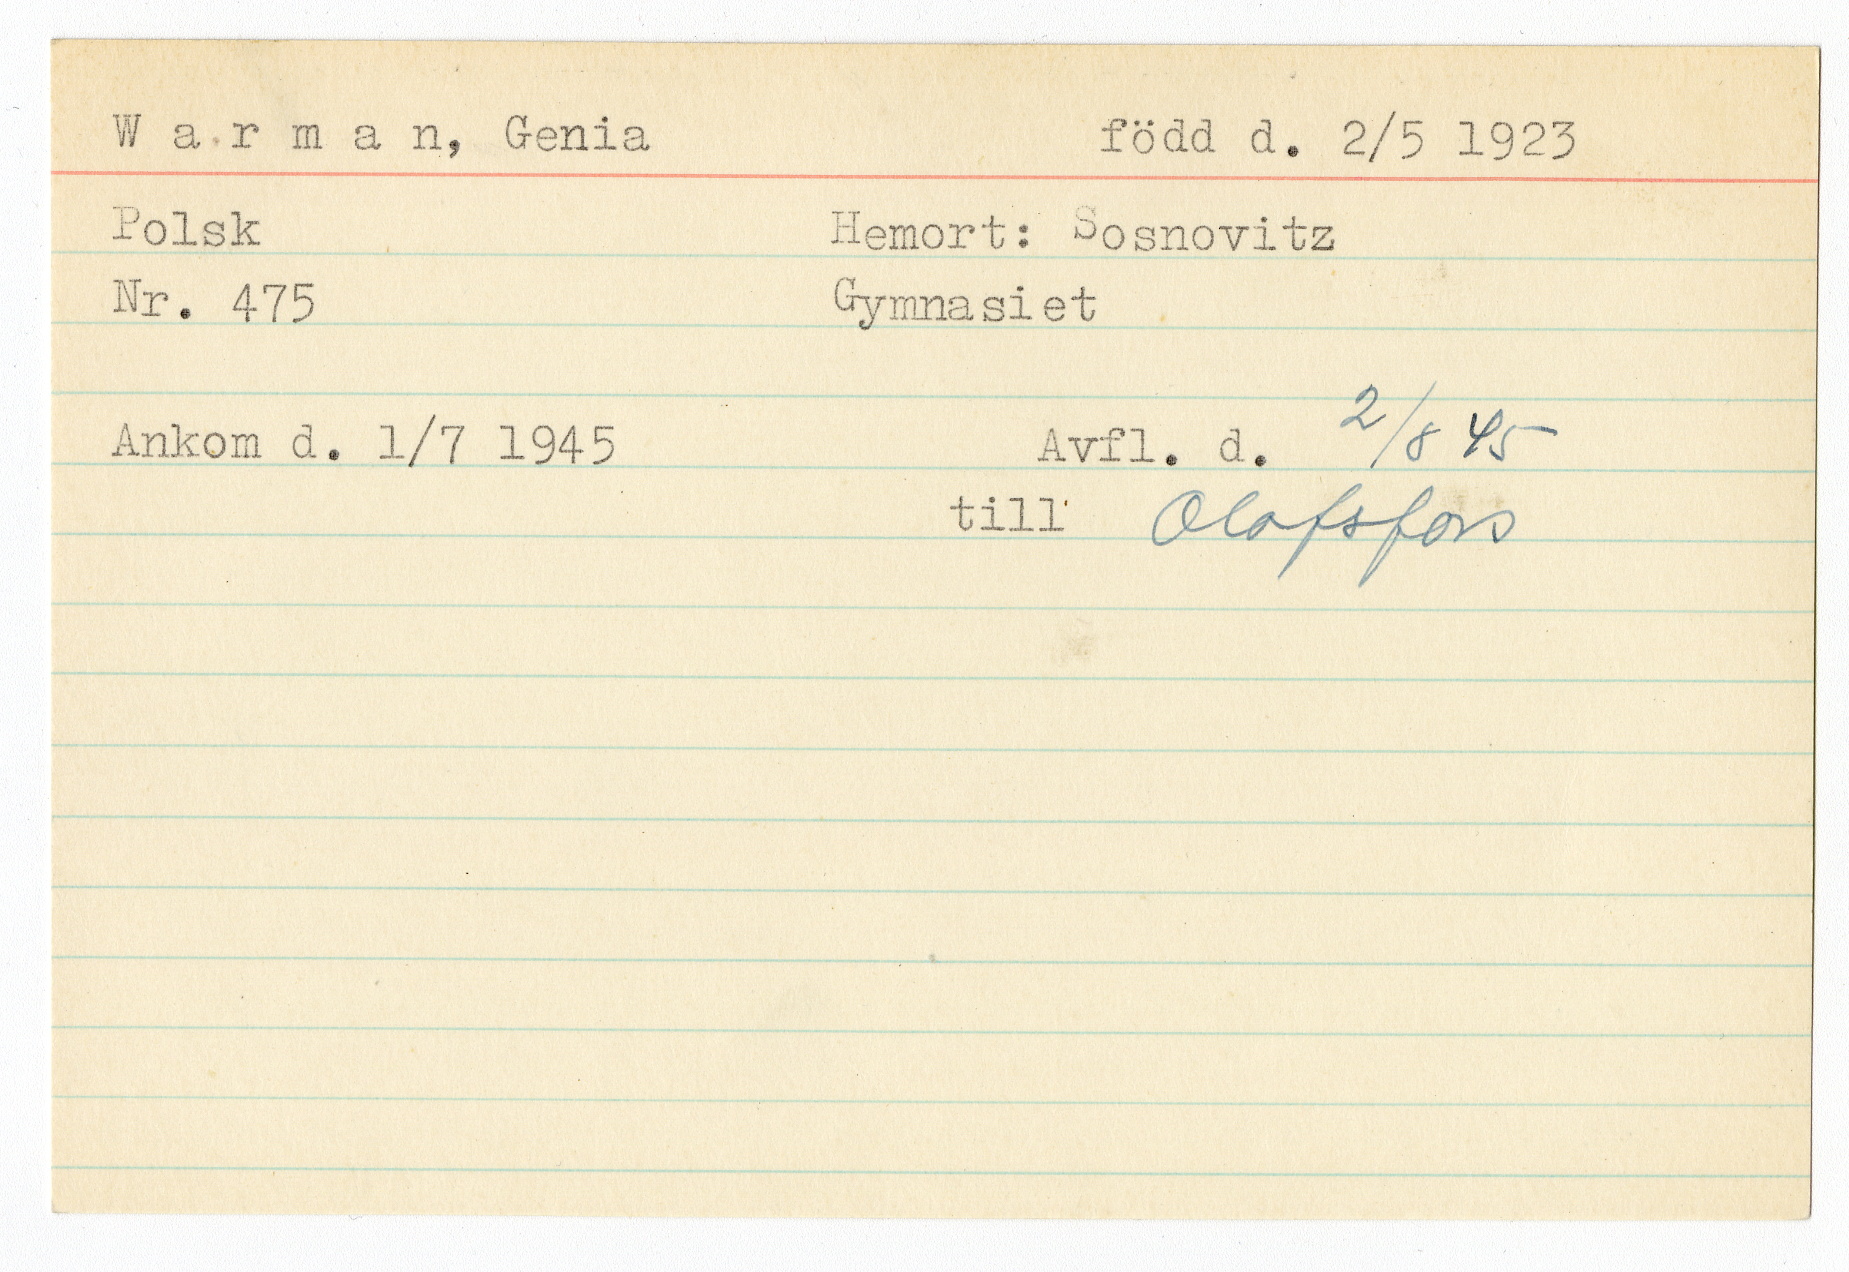 W a r m a n, Genia född d. 2/5 1923
Polsk Hemort: Sosnovitz
Nr. 475 Gymnasiet
Ankom d. 1/7 1945 Avfl. d. 2/8 45
till Olofsfors